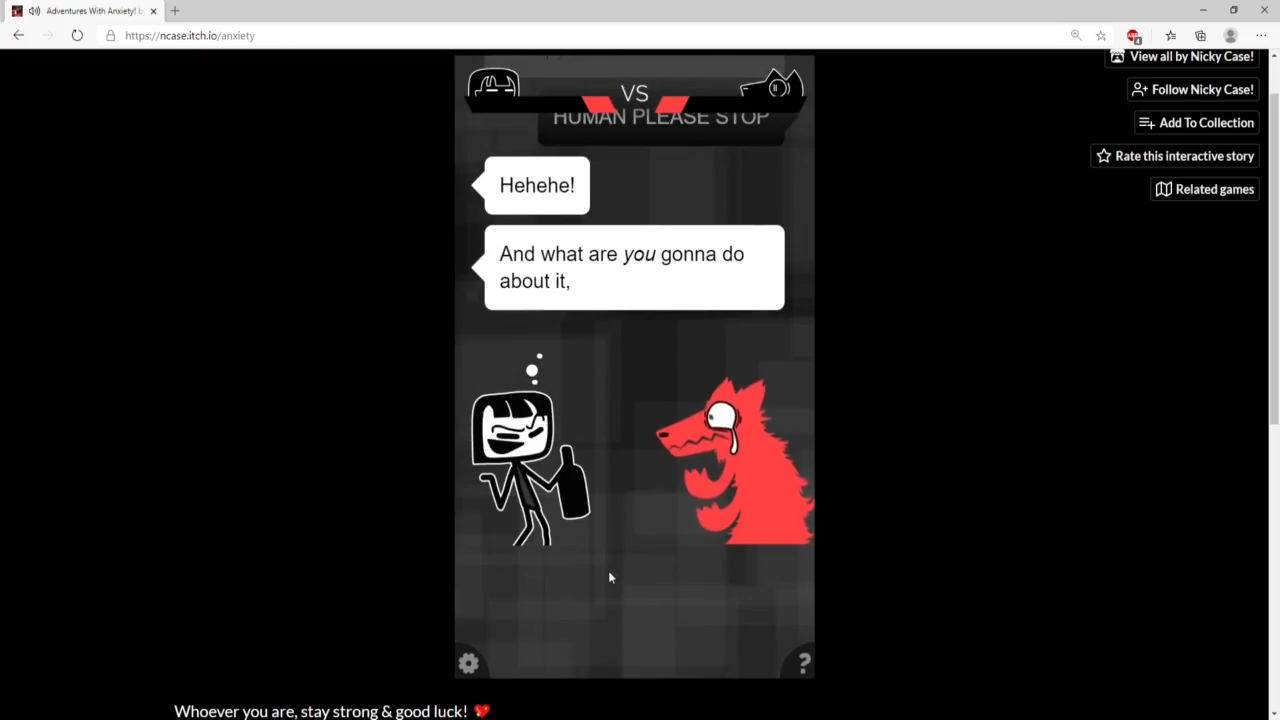 Adventures With Anxiety! b
https://ncase.itch.io/anxiety
4
View all by Nicky Case!
Follow Nicky Case!
Add To Collection
Rate this interactive story
Related games
VS
HUMAN PLEASE STOP
Hehehe!
And what are you gonna do
about it,
?
Whoever you are, stay strong & good luck! 💖